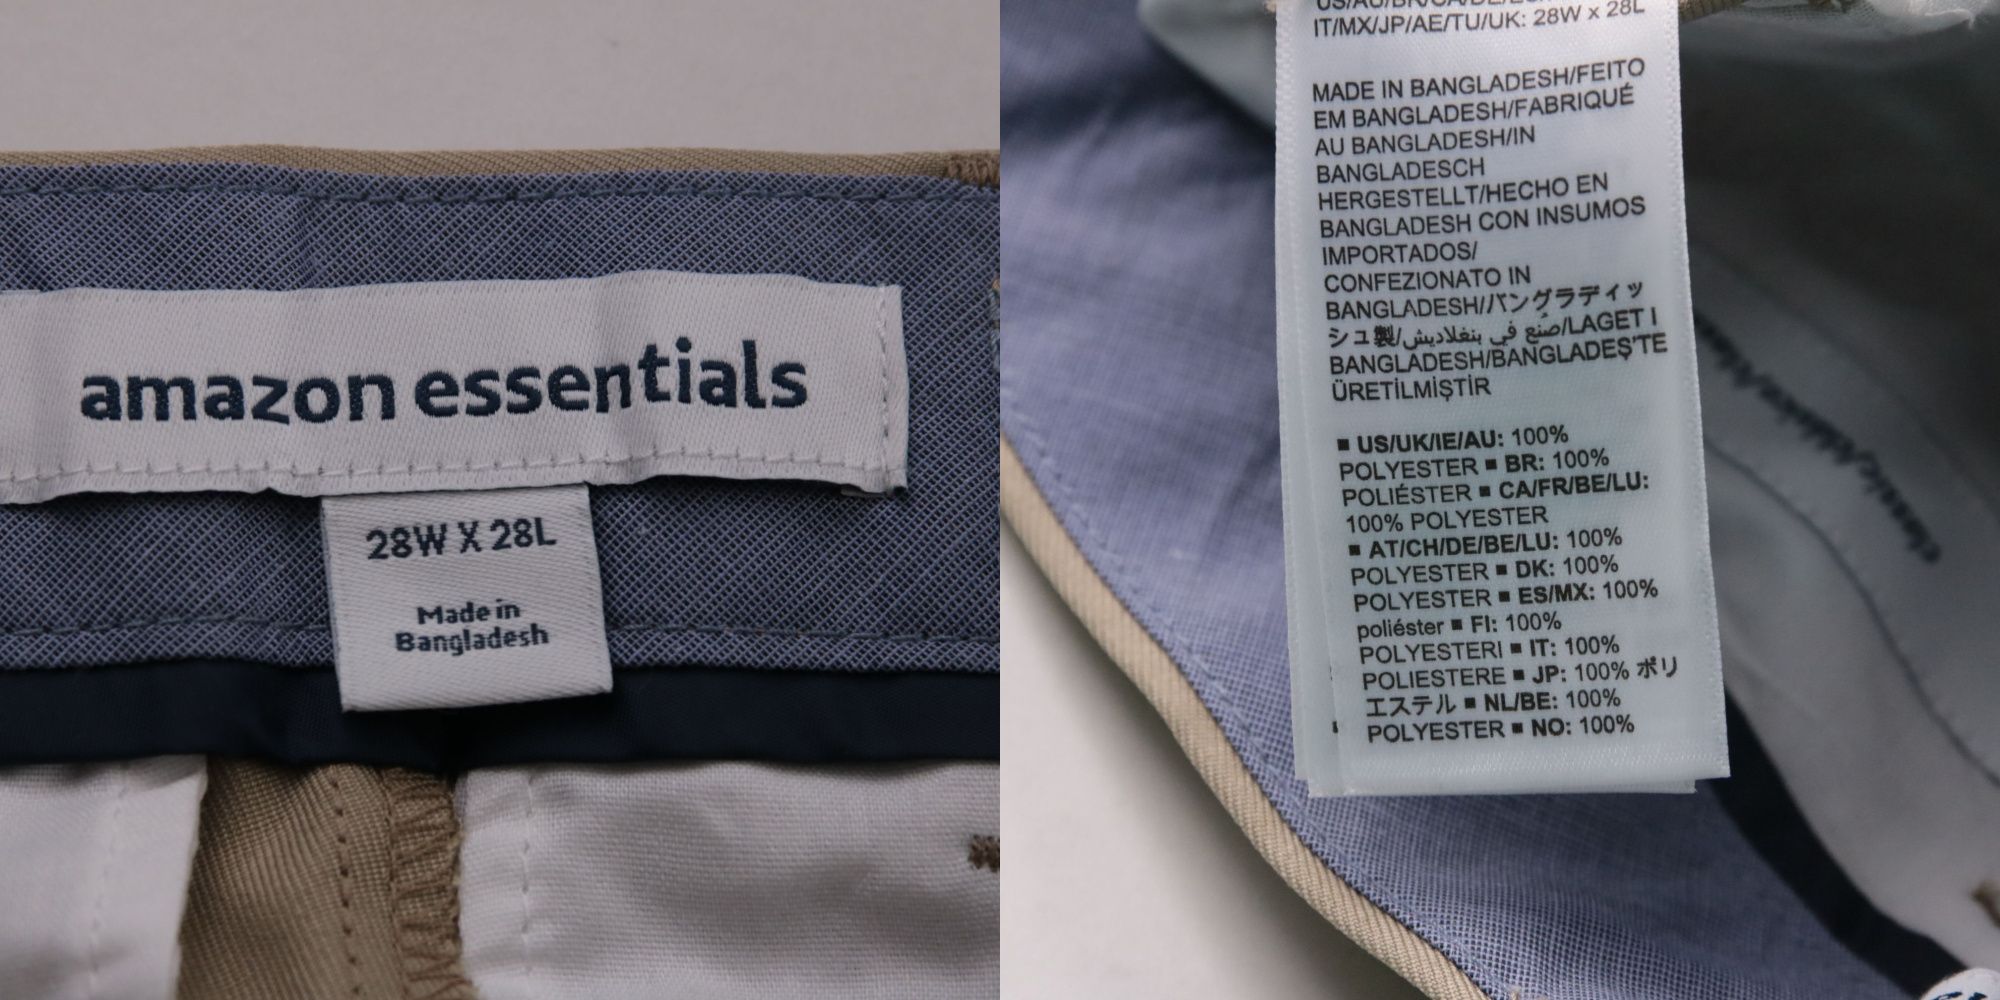 amazon essentials
28W X 28L
Made in
Bangladesh
IT/MX/JP/AE/TU/UK: 28W x 28L
MADE IN BANGLADESH/FEITO
EM BANGLADESH/FABRIQUÉ
AU BANGLADESH/IN
BANGLADESCH
HERGESTELLT/HECHO EN
BANGLADESH CON INSUMOS
IMPORTADOS/
CONFEZIONATO IN
BANGLADESH/バングラディッ
シュ製/صُنع في بنغلاديش/LAGET I
BANGLADESH/BANGLADEŞ'TE
ÜRETİLMİŞTİR
▪ US/UK/IE/AU: 100%
POLYESTER ▪ BR: 100%
POLIÉSTER ▪ CA/FR/BE/LU:
100% POLYESTER
▪ AT/CH/DE/BE/LU: 100%
POLYESTER ▪ DK: 100%
POLYESTER ▪ ES/MX: 100%
poliéster ▪ FI: 100%
POLYESTERI ▪ IT: 100%
POLIESTERE ▪ JP: 100% ポリ
エステル ▪ NL/BE: 100%
POLYESTER ▪ NO: 100%